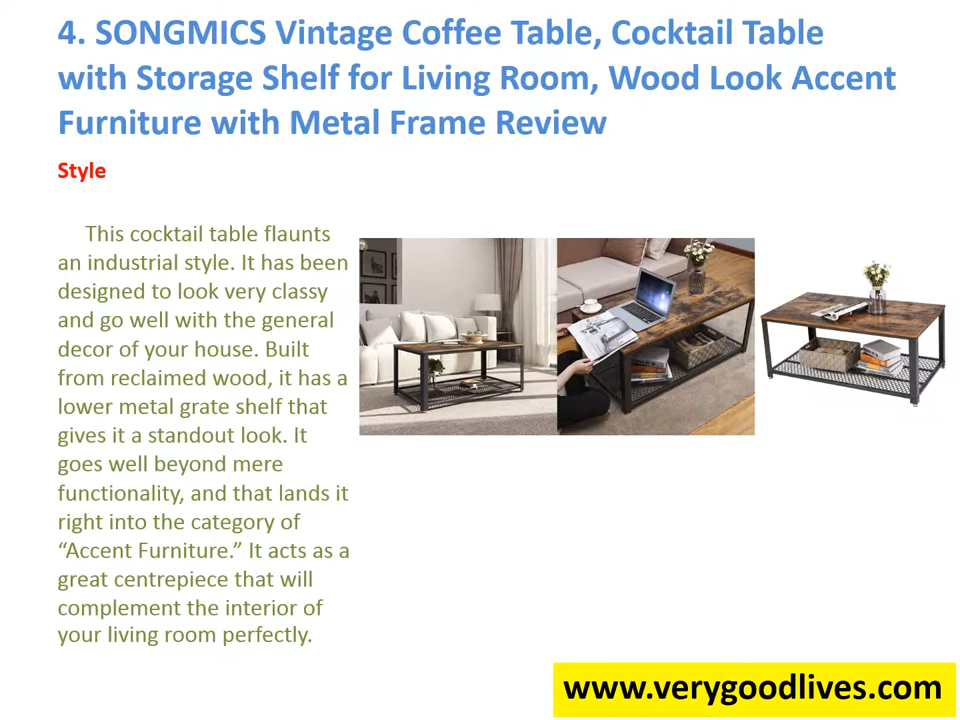 4. SONGMICS Vintage Coffee Table, Cocktail Table
with Storage Shelf for Living Room, Wood Look Accent
Furniture with Metal Frame Review
Style
This cocktail table flaunts
an industrial style. It has been
designed to look very classy
and go well with the general
decor of your house. Built
from reclaimed wood, it has a
lower metal grate shelf that
gives it a standout look. It
goes well beyond mere
functionality, and that lands it
right into the category of
“Accent Furniture.” It acts as a
great centrepiece that will
complement the interior of
your living room perfectly.
www.verygoodlives.com